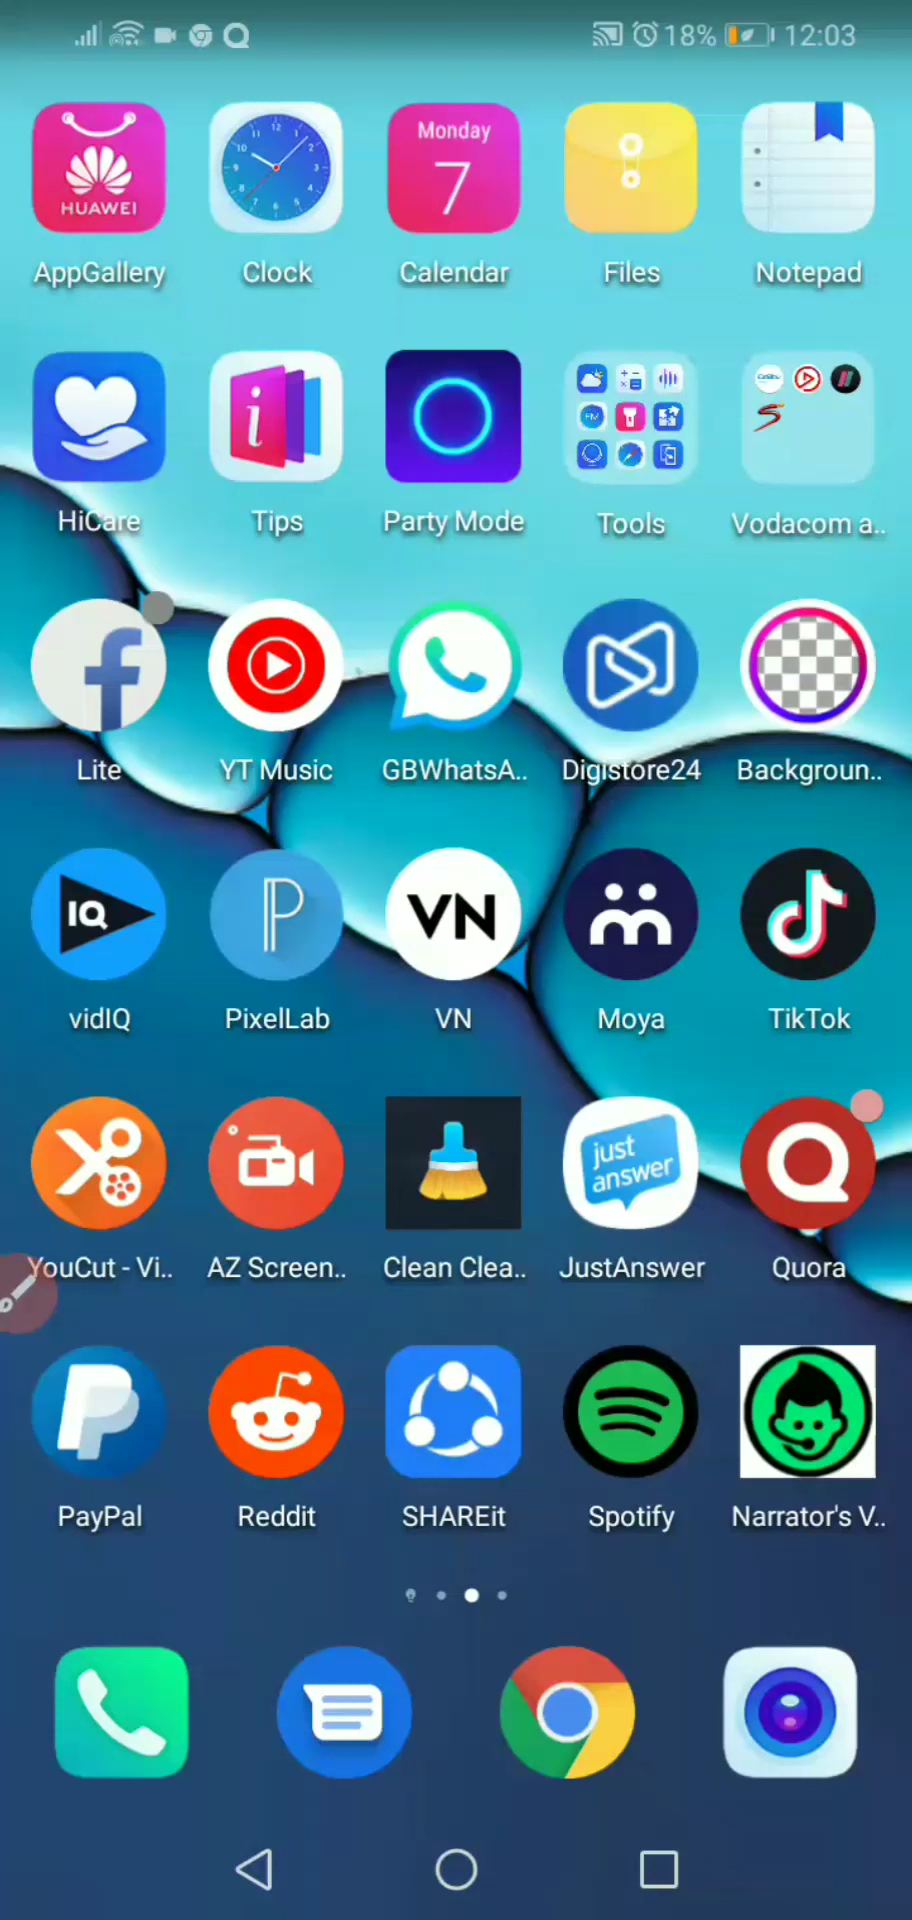 18% 12:03
Monday
7
HUAWEI
AppGallery Clock Calendar Files Notepad
HiCare Tips Party Mode Tools Vodacom a..
Lite YT Music GBWhatsA.. Digistore24 Backgroun..
IQ VN
vidIQ PixelLab VN Moya TikTok
just
answer
YouCut - Vi.. AZ Screen.. Clean Clea.. JustAnswer Quora
PayPal Reddit SHAREit Spotify Narrator's V..